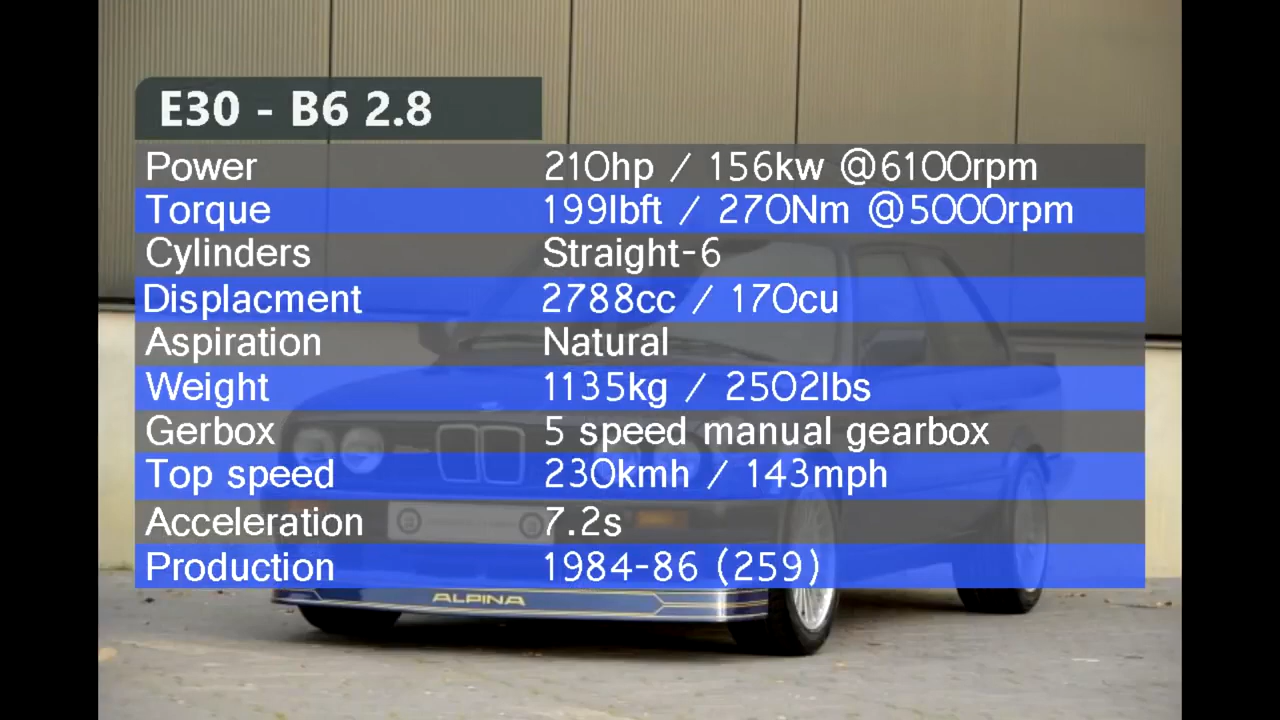 E30 - B6 2.8
Power 210hp / 156kw @6100rpm
Torque 199lbft / 270Nm @5000rpm
Cylinders Straight-6
Displacment 2788cc / 170cu
Aspiration Natural
Weight 1135kg / 2502lbs
Gerbox 5 speed manual gearbox
Top speed 230kmh / 143mph
Acceleration 7.2s
Production 1984-86 (259)
ALPINA